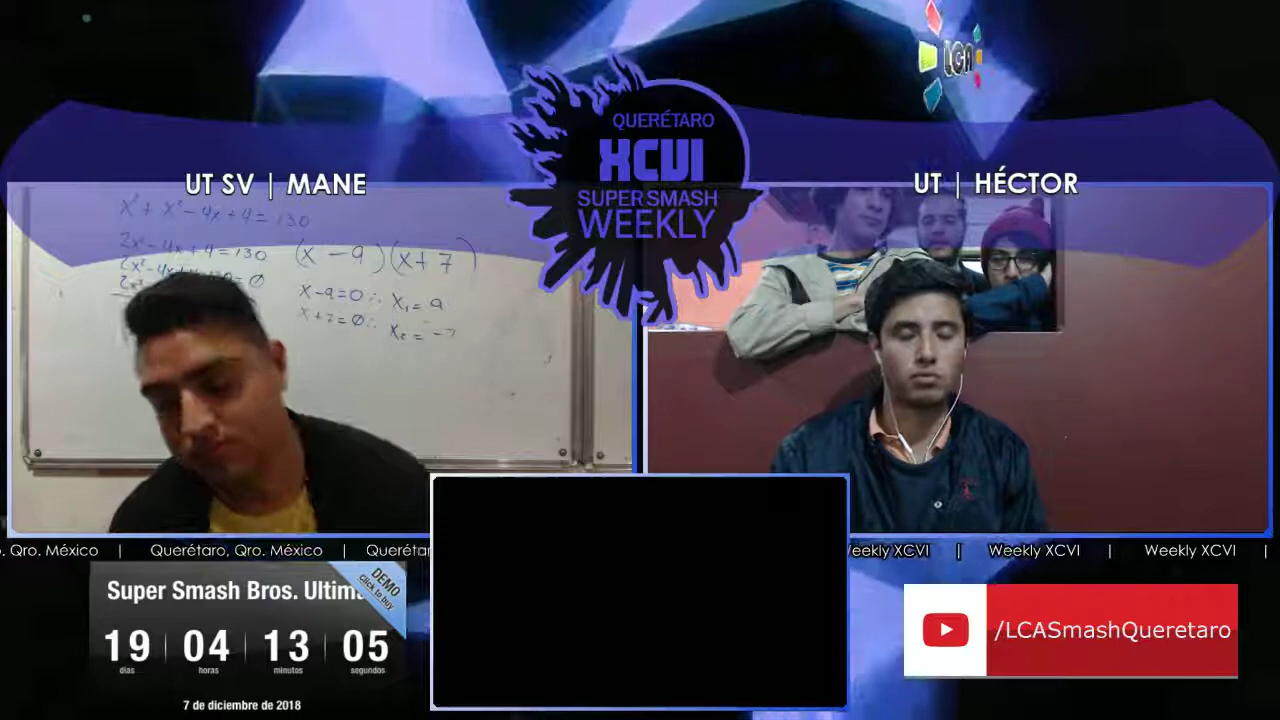 LCA
QUERÉTARO
XCVI
SUPER SMASH
WEEKLY
UT SV | MANE
UT | HÉCTOR
x² + x² - 4x + 4 = 130
2x² - 4x + 4 = 130
(x - 9)(x + 7)
x - 9 = 0 ∴ x₁ = 9
x + 7 = 0 ∴ x₂ = -7
o. Qro. México | Querétaro, Qro. México | Querétar
Weekly XCVI | Weekly XCVI | Weekly XCVI |
Super Smash Bros. Ultim
DEMO
click to buy
19 | 04 | 13 | 05
días horas minutos segundos
7 de diciembre de 2018
/LCASmashQueretaro